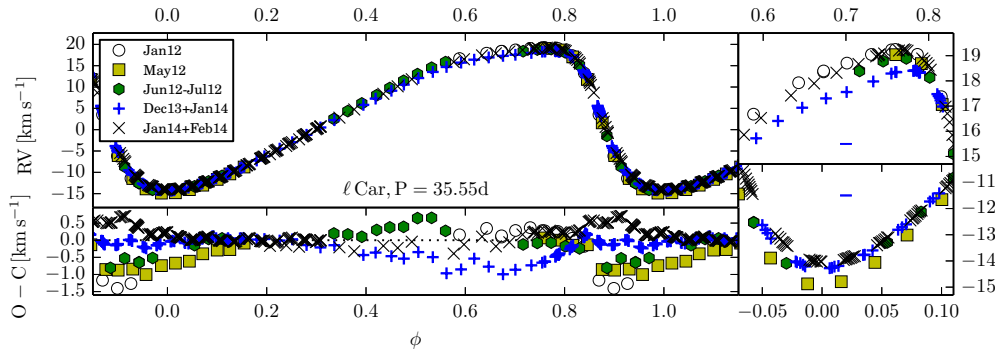 0.0 0.2 0.4 0.6 0.8 1.0 0.6 0.7 0.8
20
15
10
5
0
−5
−10
−15
RV [km s⁻¹]
Jan12
May12
Jun12-Jul12
Dec13+Jan14
Jan14+Feb14
ℓ Car, P = 35.55d
19
18
17
16
15
0.5
0.0
−0.5
−1.0
−1.5
O − C [km s⁻¹]
−11
−12
−13
−14
−15
0.0 0.2 0.4 0.6 0.8 1.0 −0.05 0.00 0.05 0.10
ϕ